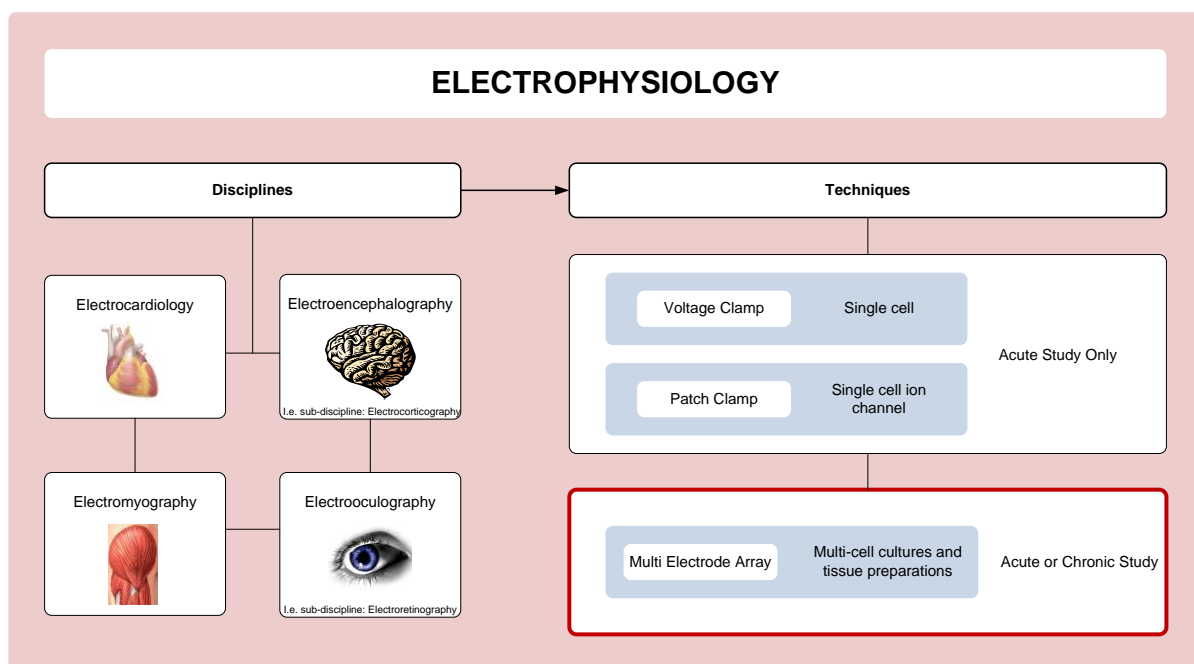 ELECTROPHYSIOLOGY
Disciplines
Techniques
Electrocardiology
Electroencephalography
I.e. sub-discipline: Electrocorticography
Electromyography
Electrooculography
I.e. sub-discipline: Electroretinography
Voltage Clamp
Single cell
Patch Clamp
Single cell ion
channel
Acute Study Only
Multi Electrode Array
Multi-cell cultures and
tissue preparations
Acute or Chronic Study